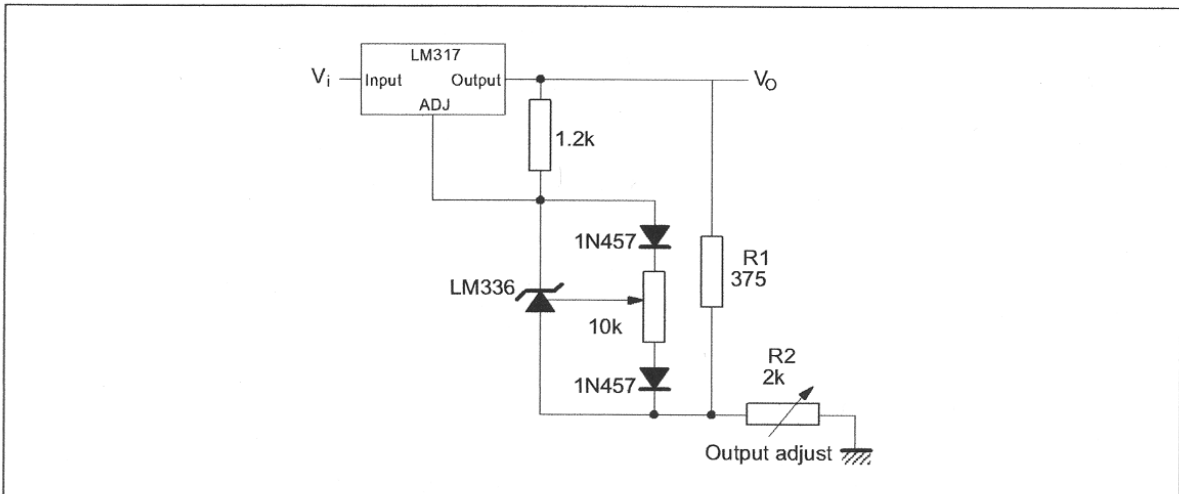 LM317
Vi Input Output VO
ADJ
1.2k
1N457
R1
375
LM336
10k
R2
2k
1N457
Output adjust